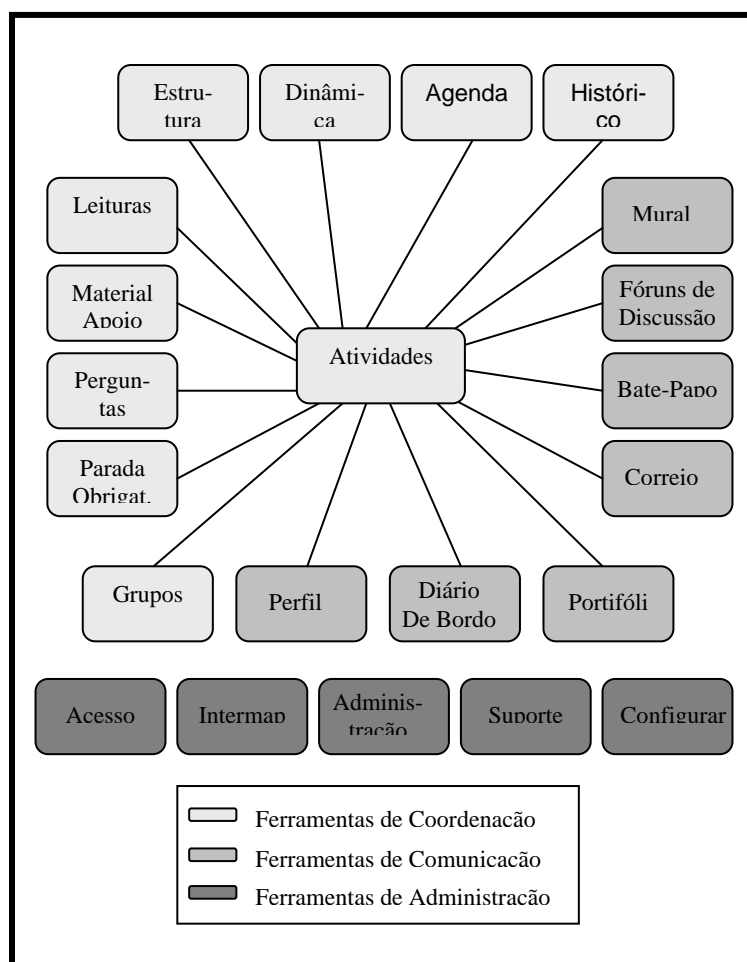 Estru-
tura
Dinâmi-
ca
Agenda
Históri-
co
Leituras
Mural
Material
Apoio
Fóruns de
Discussão
Atividades
Pergun-
tas
Bate-Papo
Parada
Obrigat.
Correio
Grupos
Perfil
Diário
De Bordo
Portifóli
Acesso
Intermap
Adminis-
tração
Suporte
Configurar
Ferramentas de Coordenação
Ferramentas de Comunicação
Ferramentas de Administração